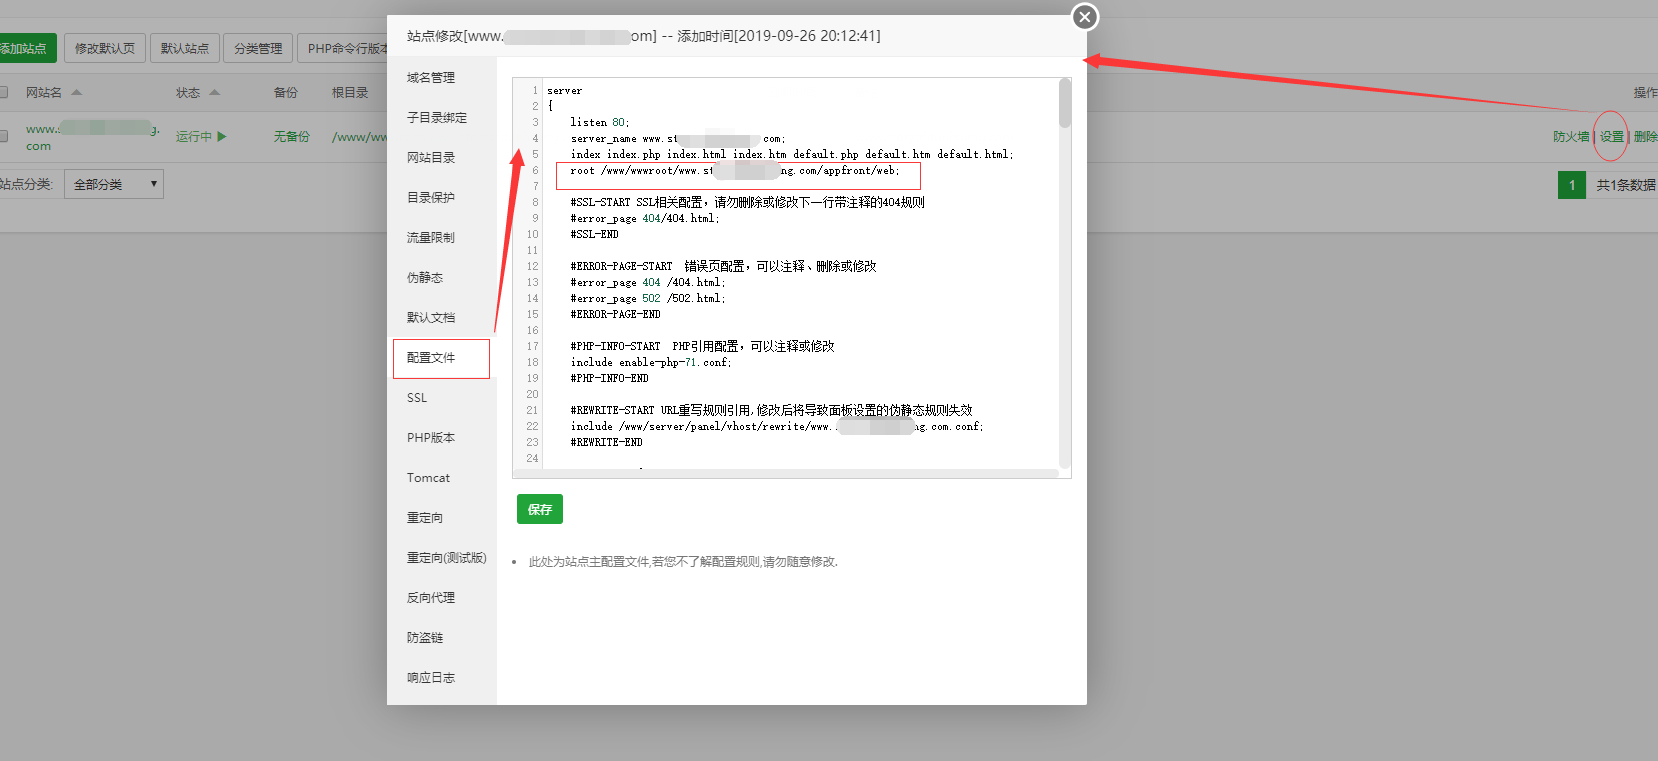 添加站点
修改默认页
默认站点
分类管理
PHP命令行版本
网站名
状态
备份
根目录
操作
www.s
g.
com
运行中
无备份
/www/ww
防火墙 | 设置 | 删除
站点分类:
全部分类
1
共1条数据
站点修改[www.
om] -- 添加时间[2019-09-26 20:12:41]
域名管理
子目录绑定
网站目录
目录保护
流量限制
伪静态
默认文档
配置文件
SSL
PHP版本
Tomcat
重定向
重定向(测试版)
反向代理
防盗链
响应日志
1 server
2 {
3 listen 80;
4 server_name www.st com;
5 index index.php index.html index.htm default.php default.htm default.html;
6 root /www/wwwroot/www.st ng.com/appfront/web;
7
8 #SSL-START SSL相关配置，请勿删除或修改下一行带注释的404规则
9 #error_page 404/404.html;
10 #SSL-END
11
12 #ERROR-PAGE-START 错误页配置，可以注释、删除或修改
13 #error_page 404 /404.html;
14 #error_page 502 /502.html;
15 #ERROR-PAGE-END
16
17 #PHP-INFO-START PHP引用配置，可以注释或修改
18 include enable-php-71.conf;
19 #PHP-INFO-END
20
21 #REWRITE-START URL重写规则引用,修改后将导致面板设置的伪静态规则失效
22 include /www/server/panel/vhost/rewrite/www. ng.com.conf;
23 #REWRITE-END
24
保存
此处为站点主配置文件,若您不了解配置规则,请勿随意修改.